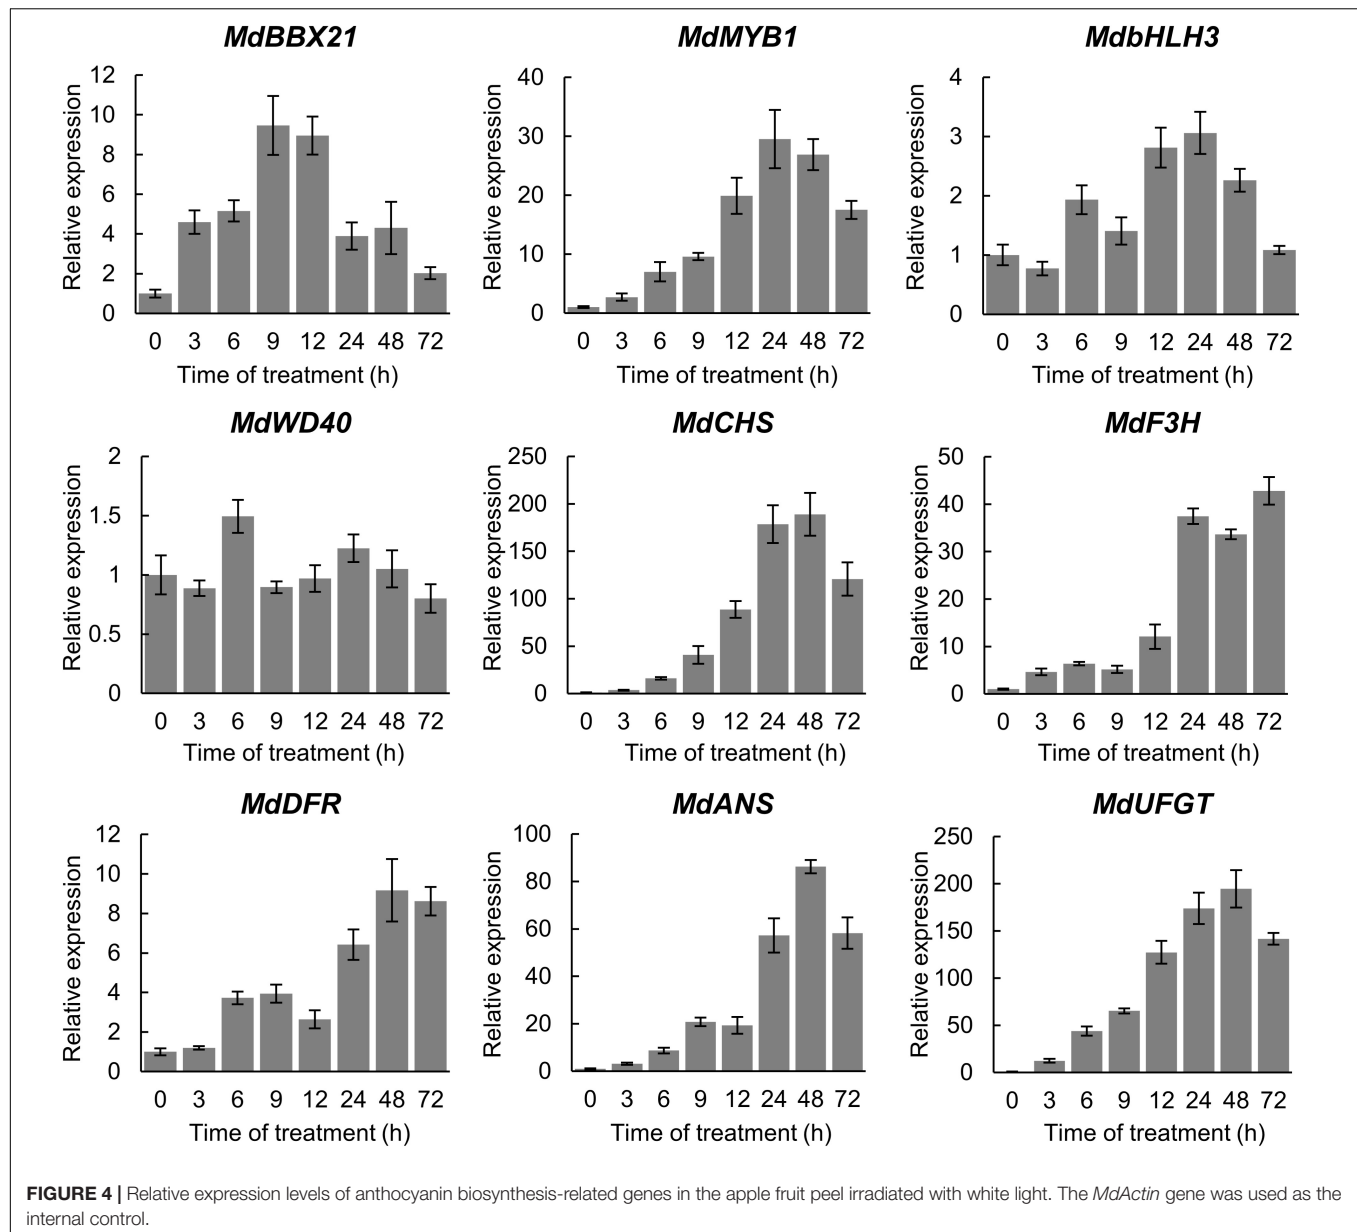 MdBBX21
Relative expression
12
10
8
6
4
2
0
0 3 6 9 12 24 48 72
Time of treatment (h)
MdMYB1
Relative expression
40
30
20
10
0
0 3 6 9 12 24 48 72
Time of treatment (h)
MdbHLH3
Relative expression
4
3
2
1
0
0 3 6 9 12 24 48 72
Time of treatment (h)
MdWD40
Relative expression
2
1.5
1
0.5
0
0 3 6 9 12 24 48 72
Time of treatment (h)
MdCHS
Relative expression
250
200
150
100
50
0
0 3 6 9 12 24 48 72
Time of treatment (h)
MdF3H
Relative expression
50
40
30
20
10
0
0 3 6 9 12 24 48 72
Time of treatment (h)
MdDFR
Relative expression
12
10
8
6
4
2
0
0 3 6 9 12 24 48 72
Time of treatment (h)
MdANS
Relative expression
100
80
60
40
20
0
0 3 6 9 12 24 48 72
Time of treatment (h)
MdUFGT
Relative expression
250
200
150
100
50
0
0 3 6 9 12 24 48 72
Time of treatment (h)
FIGURE 4 | Relative expression levels of anthocyanin biosynthesis-related genes in the apple fruit peel irradiated with white light. The MdActin gene was used as the
internal control.